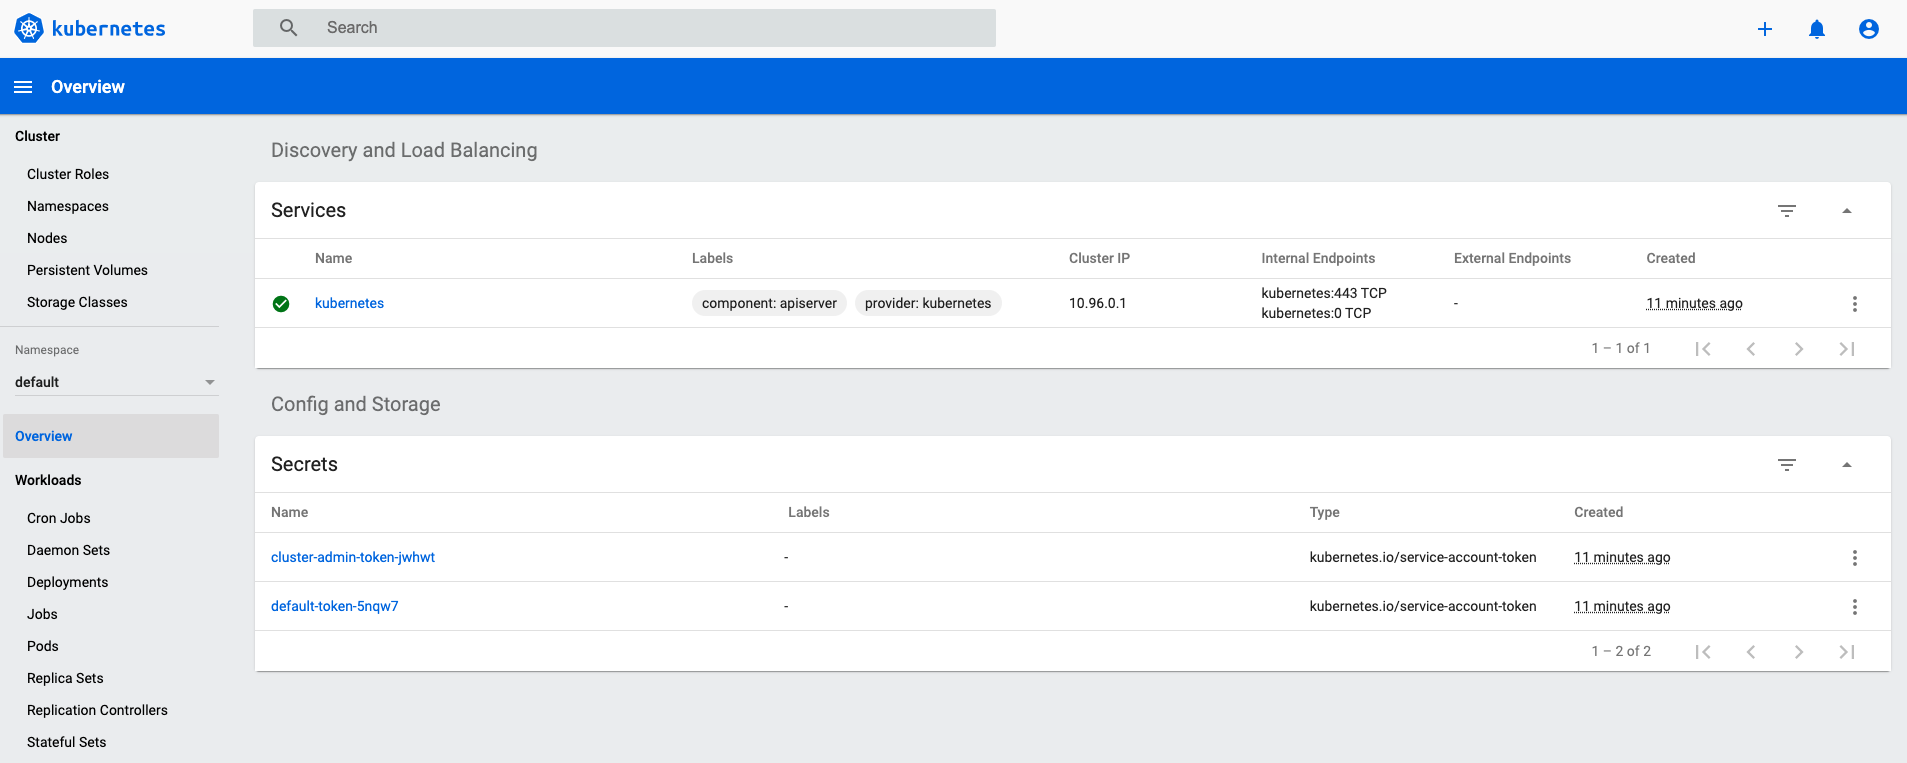 kubernetes
Search
Overview
Cluster
Cluster Roles
Namespaces
Nodes
Persistent Volumes
Storage Classes
Namespace
default
Overview
Workloads
Cron Jobs
Daemon Sets
Deployments
Jobs
Pods
Replica Sets
Replication Controllers
Stateful Sets
Discovery and Load Balancing
Services
Name Labels Cluster IP Internal Endpoints External Endpoints Created
kubernetes component: apiserver provider: kubernetes 10.96.0.1 kubernetes:443 TCP - 11 minutes ago
kubernetes:0 TCP
1 – 1 of 1
Config and Storage
Secrets
Name Labels Type Created
cluster-admin-token-jwhwt - kubernetes.io/service-account-token 11 minutes ago
default-token-5nqw7 - kubernetes.io/service-account-token 11 minutes ago
1 – 2 of 2